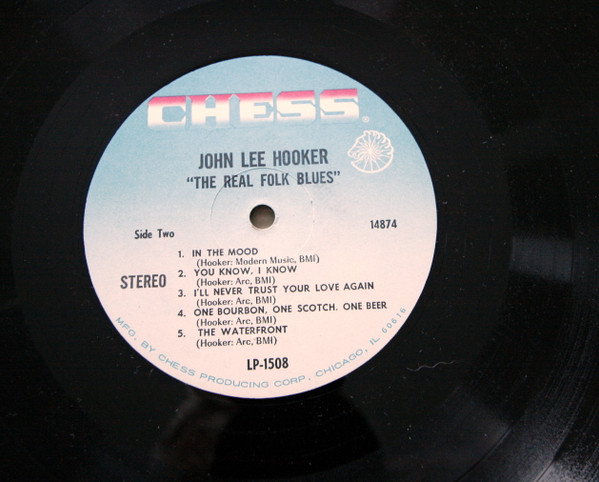 CHESS®
JOHN LEE HOOKER
"THE REAL FOLK BLUES"
Side Two
14874
STEREO
1. IN THE MOOD
(Hooker: Modern Music, BMI)
2. YOU KNOW, I KNOW
(Hooker: Arc, BMI)
3. I'LL NEVER TRUST YOUR LOVE AGAIN
(Hooker: Arc, BMI)
4. ONE BOURBON, ONE SCOTCH. ONE BEER
(Hooker: Arc, BMI)
5. THE WATERFRONT
(Hooker: Arc, BMI)
LP-1508
MFG. BY CHESS PRODUCING CORP., CHICAGO, IL 60616